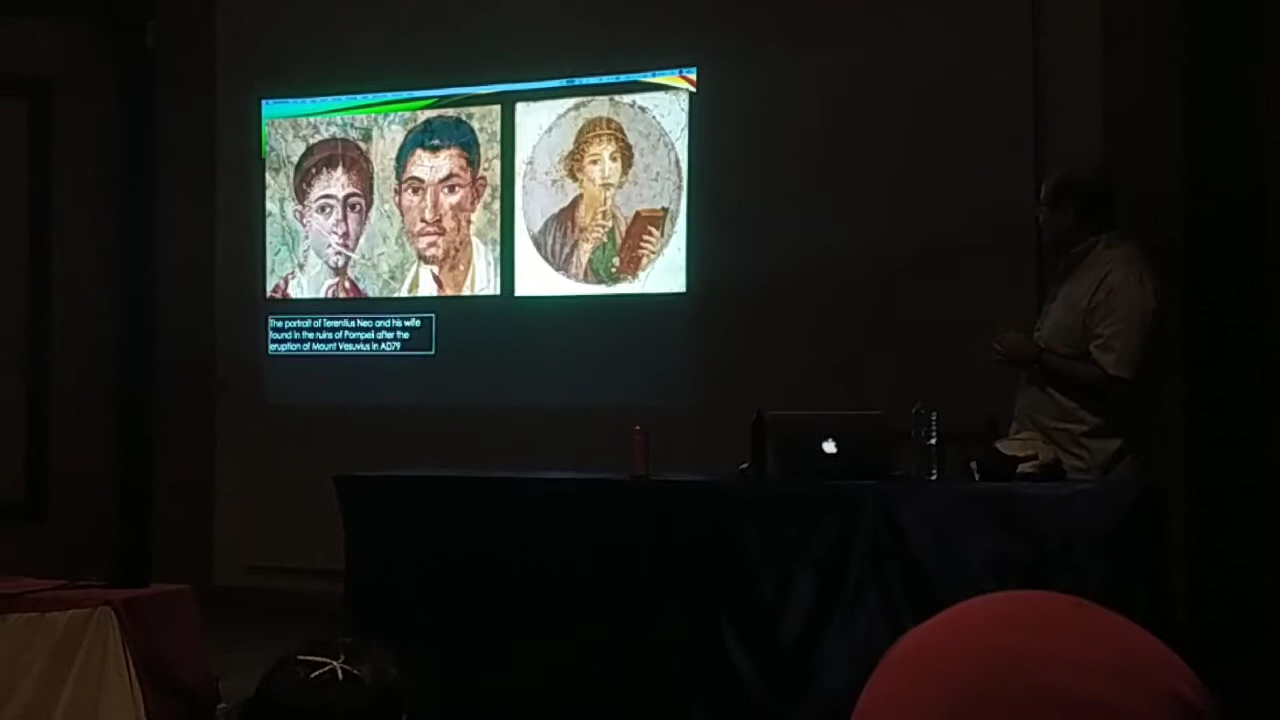 The portrait of Terentius Neo and his wife
found in the ruins of Pompeii after the
eruption of Mount Vesuvius in AD79